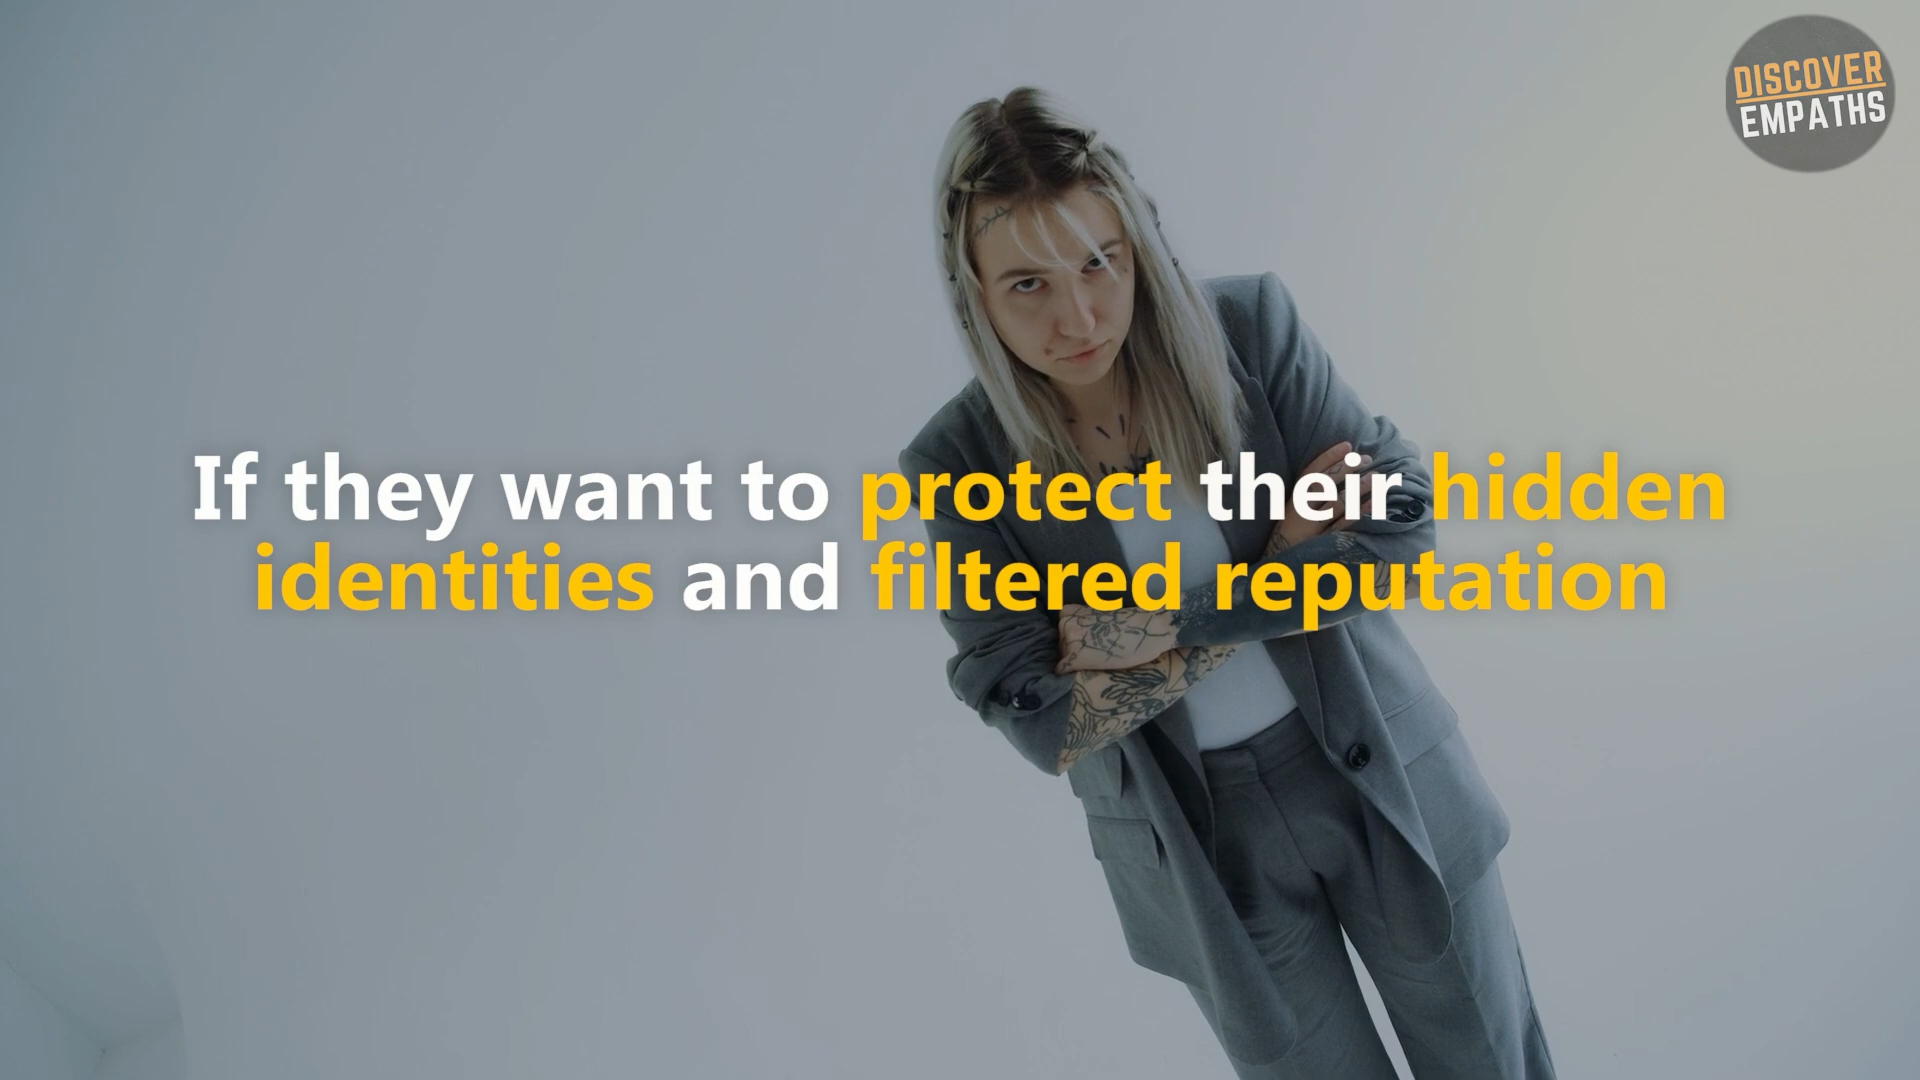 DISCOVER
EMPATHS
If they want to protect their hidden
identities and filtered reputation